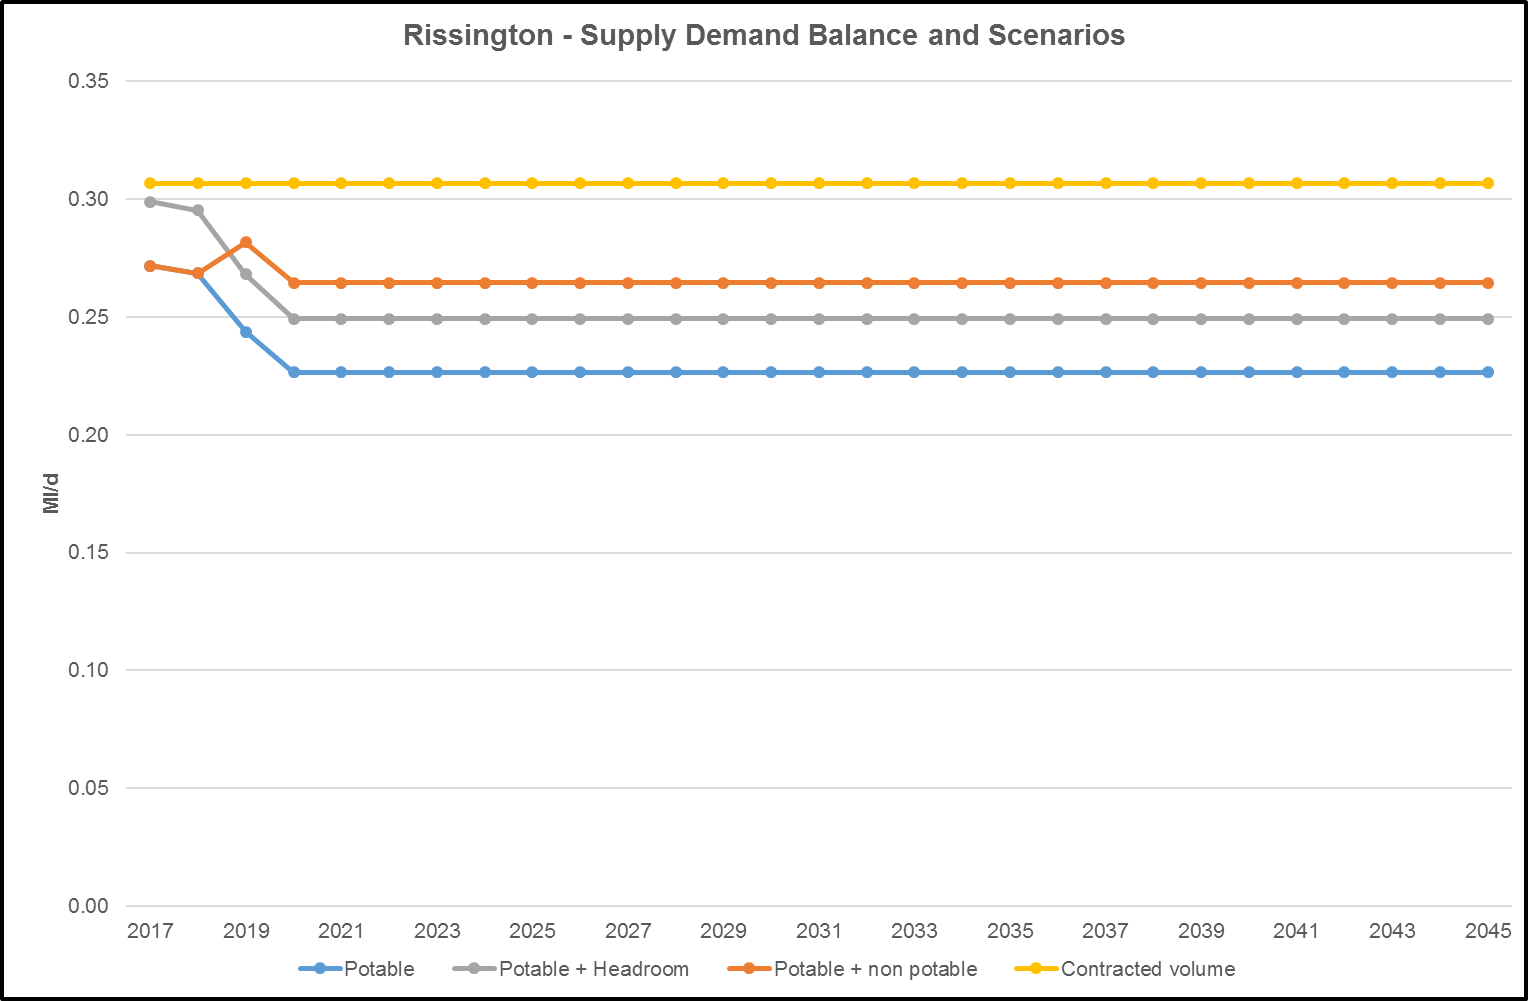 Rissington - Supply Demand Balance and Scenarios
0.35
0.30
0.25
0.20
0.15
0.10
0.05
0.00
Ml/d
2017 2019 2021 2023 2025 2027 2029 2031 2033 2035 2037 2039 2041 2043 2045
Potable Potable + Headroom Potable + non potable Contracted volume